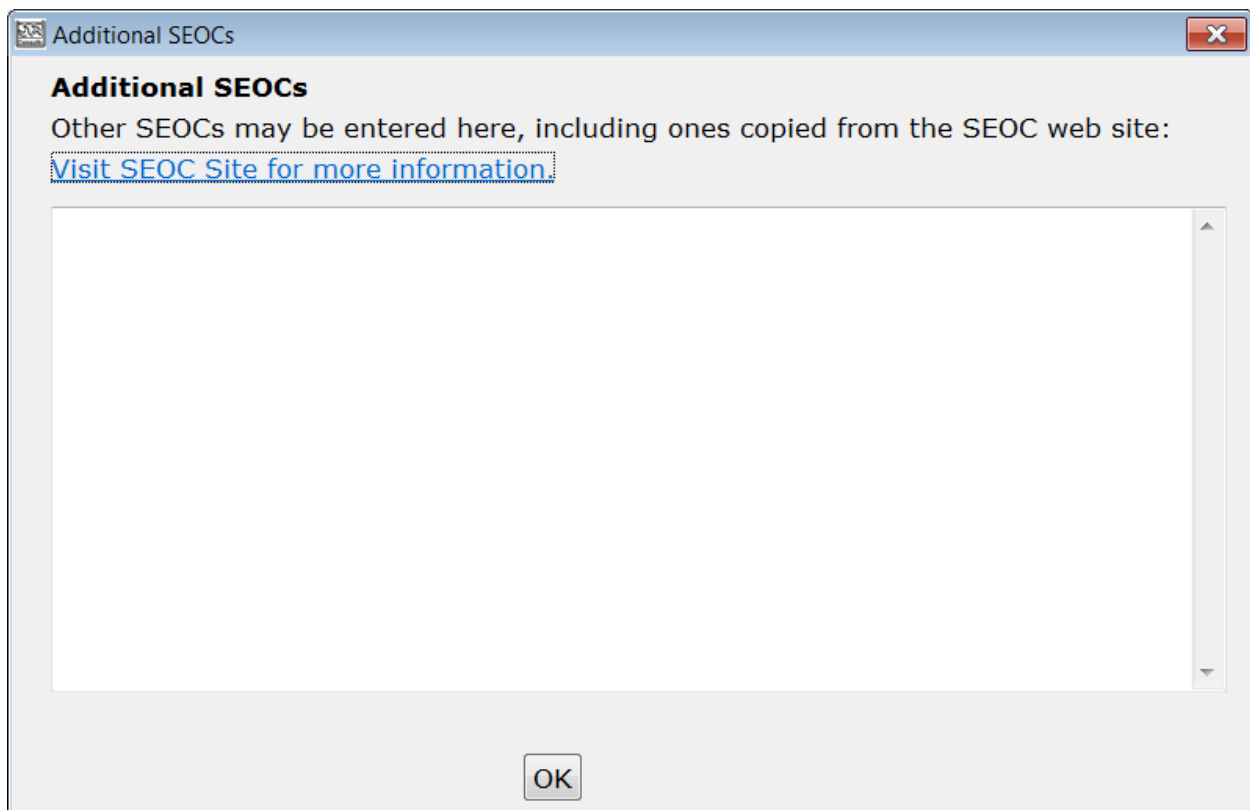 Additional SEOCs
Additional SEOCs
Other SEOCs may be entered here, including ones copied from the SEOC web site:
Visit SEOC Site for more information.
OK